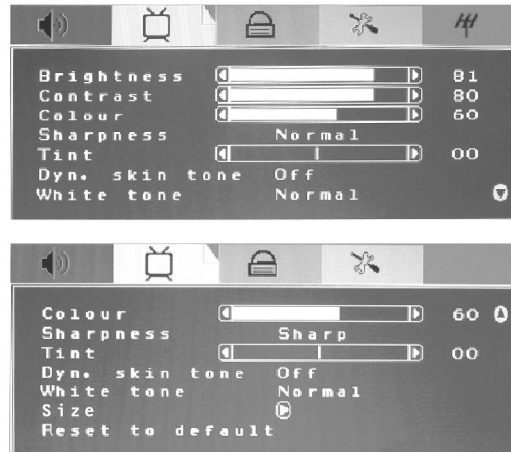 Brightness 81
Contrast 80
Colour 60
Sharpness Normal
Tint 00
Dyn. skin tone Off
White tone Normal
Colour 60
Sharpness Sharp
Tint 00
Dyn. skin tone Off
White tone Normal
Size
Reset to default